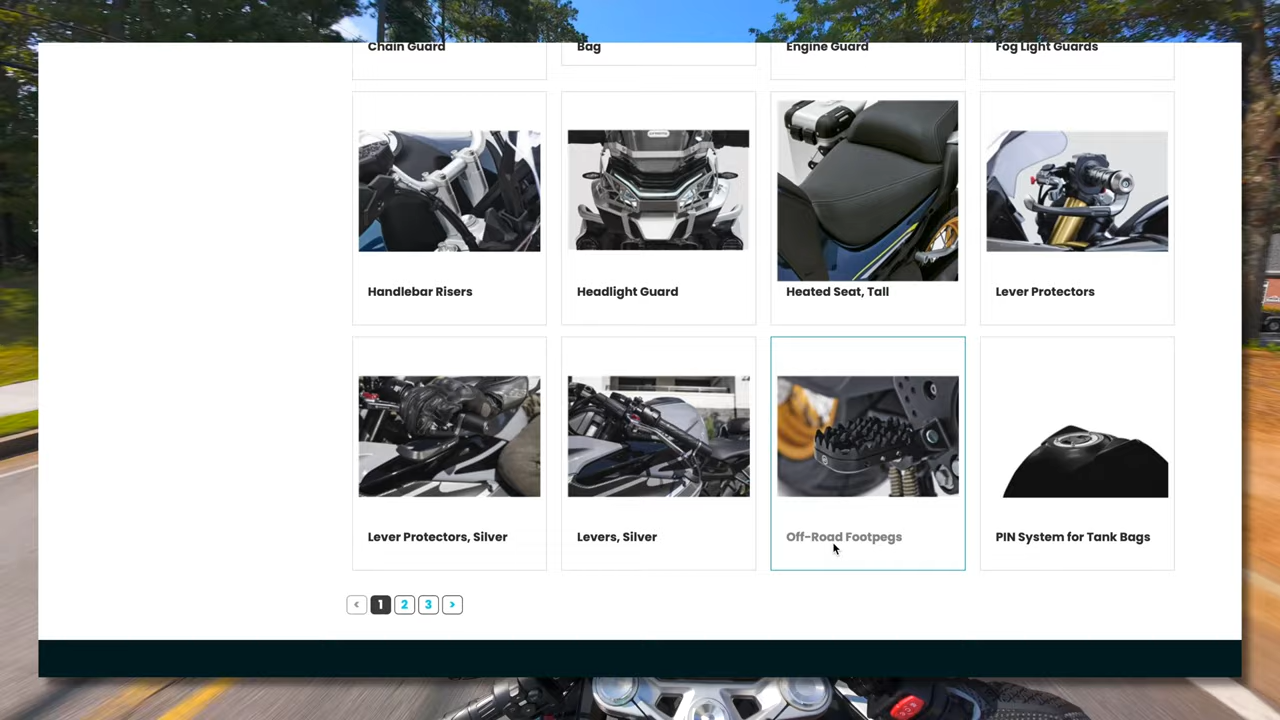 Chain Guard
Bag
Engine Guard
Fog Light Guards
Handlebar Risers
Headlight Guard
Heated Seat, Tall
Lever Protectors
Lever Protectors, Silver
Levers, Silver
Off-Road Footpegs
PIN System for Tank Bags
< 1 2 3 >